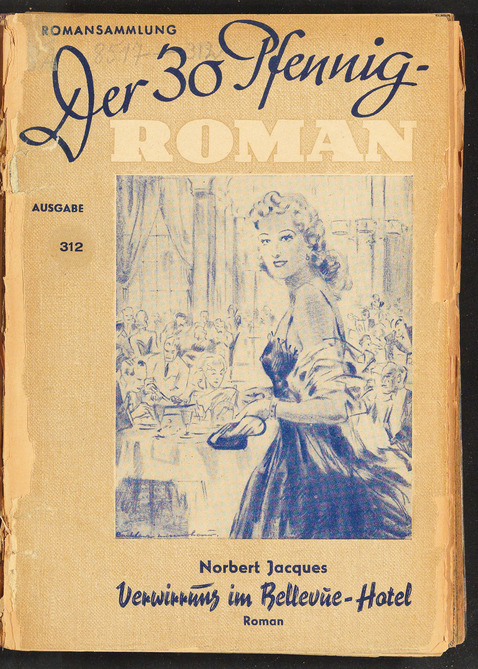 ROMANSAMMLUNG
Der 30 Pfennig-
ROMAN
AUSGABE
312
Norbert Jacques
Verwirrung im Bellevue-Hotel
Roman